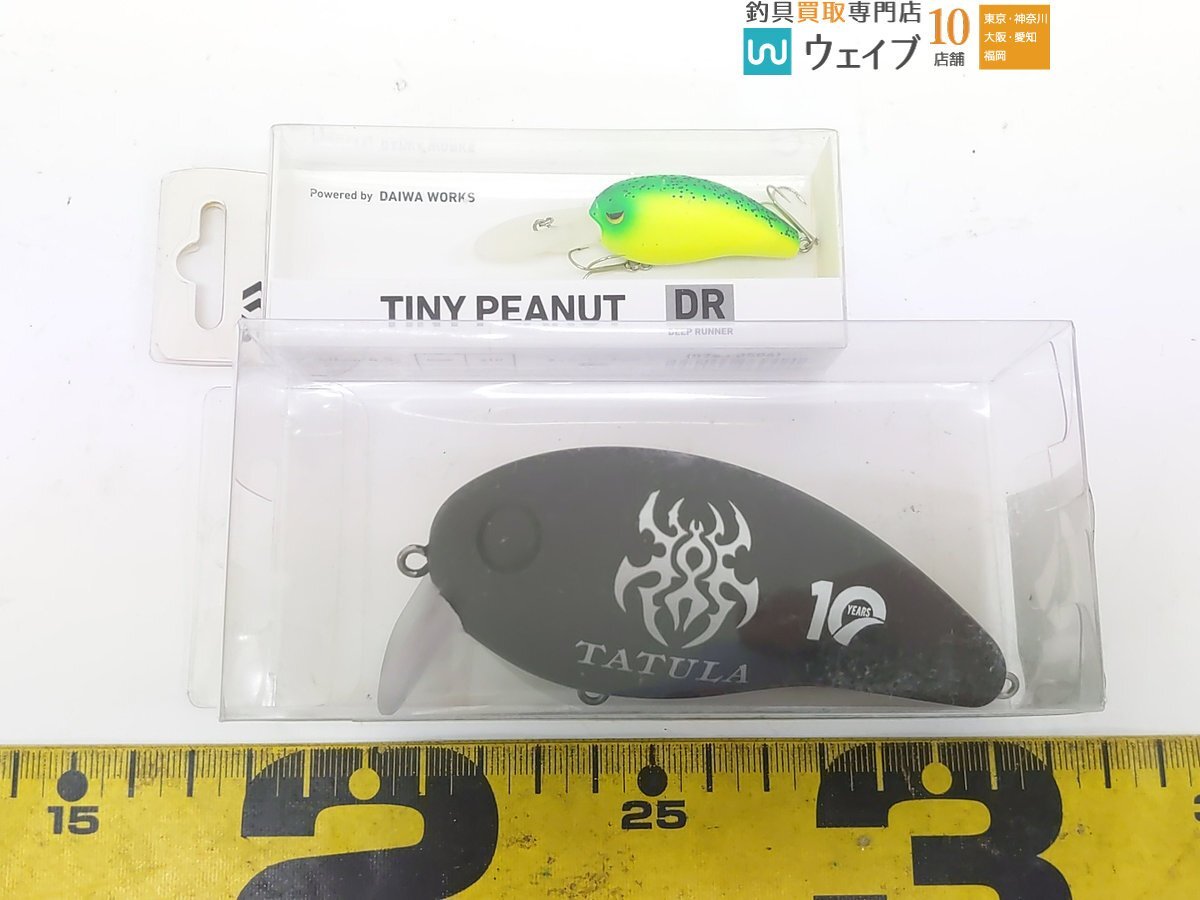 釣具買取専門店
ウェイブ
10
店舗
東京・神奈川
大阪・愛知
福岡
Powered by DAIWA WORKS
TINY PEANUT DR
DEEP RUNNER
TATULA
10
YEARS
15
2
25
3